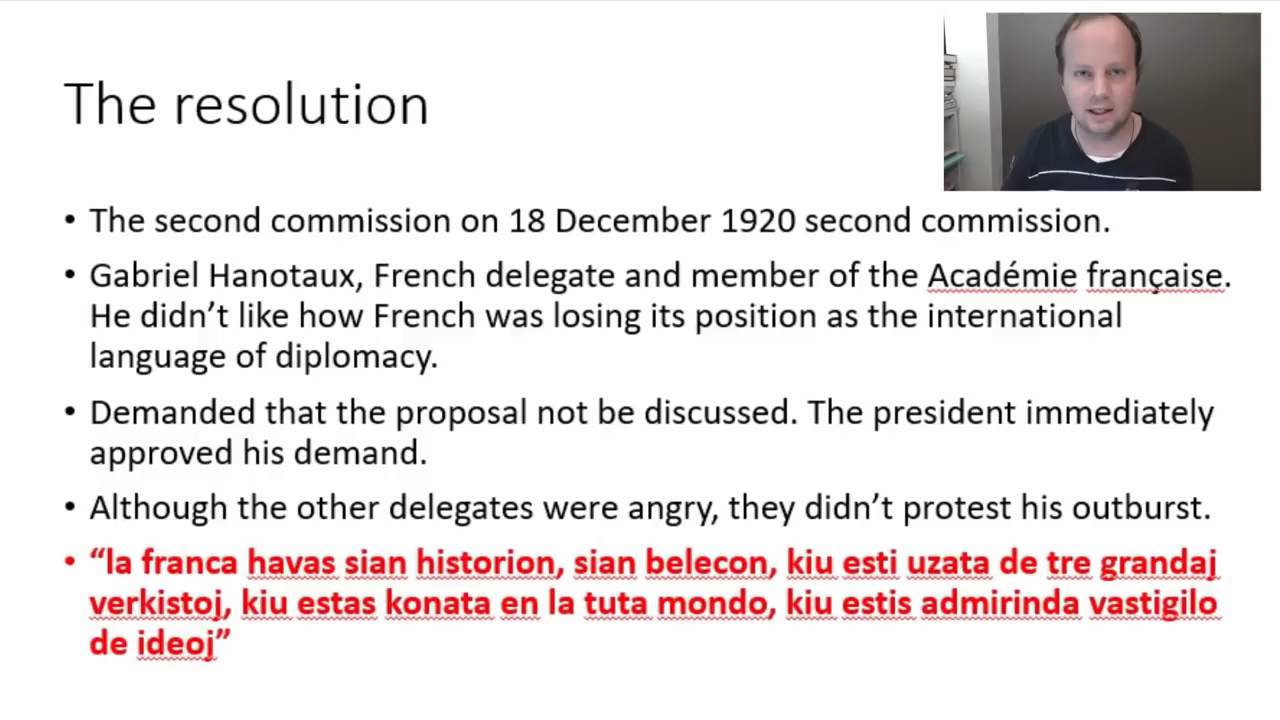 The resolution
• The second commission on 18 December 1920 second commission.
• Gabriel Hanotaux, French delegate and member of the Académie française.
He didn’t like how French was losing its position as the international
language of diplomacy.
• Demanded that the proposal not be discussed. The president immediately
approved his demand.
• Although the other delegates were angry, they didn’t protest his outburst.
• “la franca havas sian historion, sian belecon, kiu esti uzata de tre grandaj
verkistoj, kiu estas konata en la tuta mondo, kiu estis admirinda vastigilo
de ideoj”